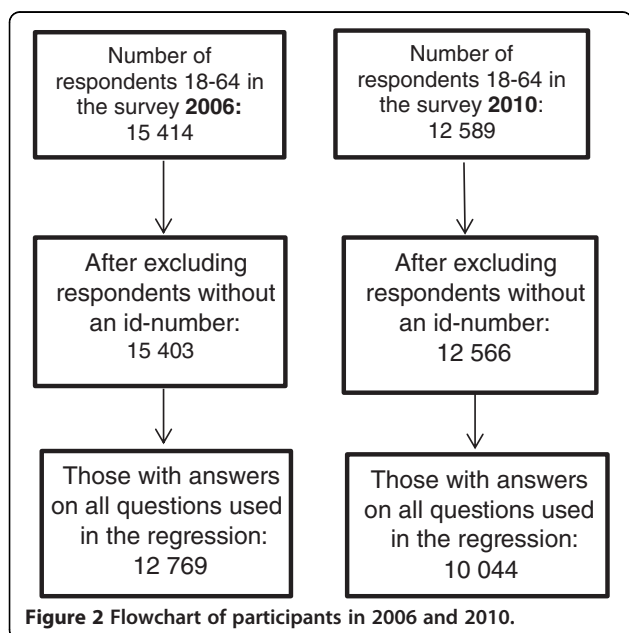 Number of
respondents 18-64 in
the survey 2006:
15 414
After excluding
respondents without
an id-number:
15 403
Those with answers
on all questions used
in the regression:
12 769
Number of
respondents 18-64 in
the survey 2010:
12 589
After excluding
respondents without
an id-number:
12 566
Those with answers
on all questions used
in the regression:
10 044
Figure 2 Flowchart of participants in 2006 and 2010.